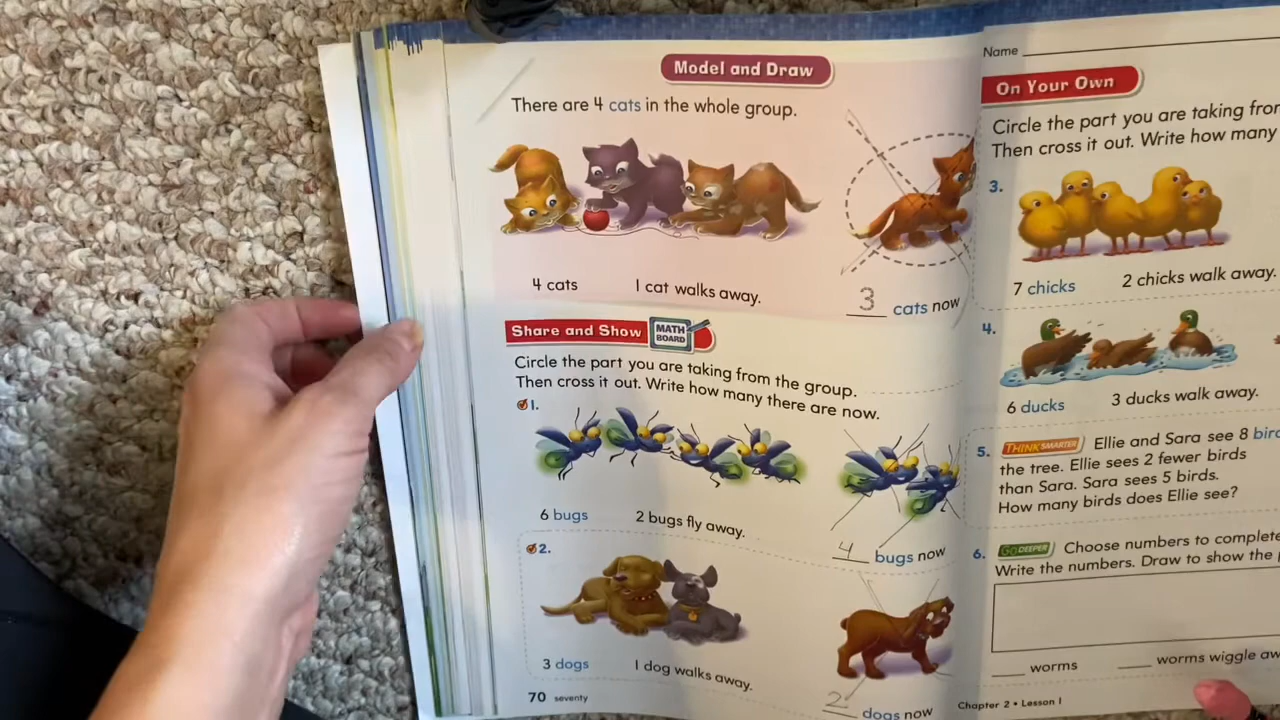 Model and Draw
There are 4 cats in the whole group.
4 cats
1 cat walks away.
3 cats now
Share and Show
MATH
BOARD
Circle the part you are taking from the group.
Then cross it out. Write how many there are now.
1.
6 bugs
2 bugs fly away.
4 bugs now
2.
3 dogs
1 dog walks away.
2 dogs now
70 seventy
Name
On Your Own
Circle the part you are taking
Then cross it out. Write how many
3.
7 chicks
2 chicks walk away.
4.
6 ducks
3 ducks walk away.
5. THINK SMARTER Ellie and Sara see 8
the tree. Ellie sees 2 fewer birds
than Sara. Sara sees 5 birds.
How many birds does Ellie see?
6. GO DEEPER Choose numbers to
Write the numbers. Draw to show the
worms
worms wiggle
Chapter 2 • Lesson 1